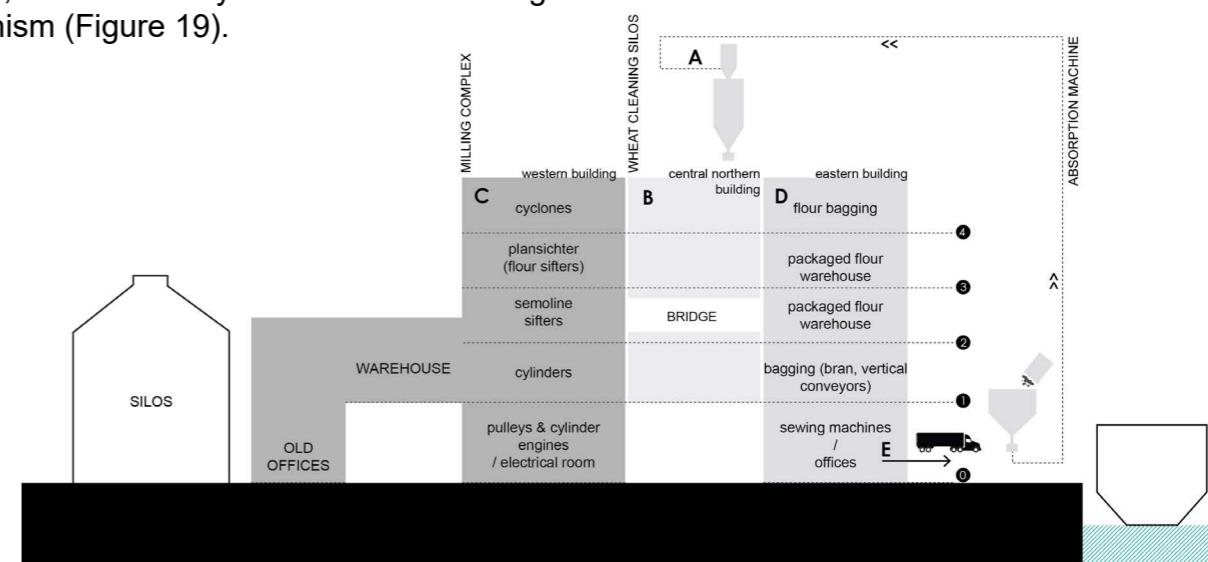 nism (Figure 19).
MILLING COMPLEX
WHEAT CLEANING SILOS
ABSORPTION MACHINE
A
<<
western building
central northern
building
eastern building
C
cyclones
B
D
flour bagging
4
plansichter
(flour sifters)
packaged flour
warehouse
3
<<
semoline
sifters
BRIDGE
packaged flour
warehouse
2
WAREHOUSE
cylinders
bagging (bran, vertical
conveyors)
1
SILOS
OLD
OFFICES
pulleys & cylinder
engines
/ electrical room
sewing machines
/
offices
E
0